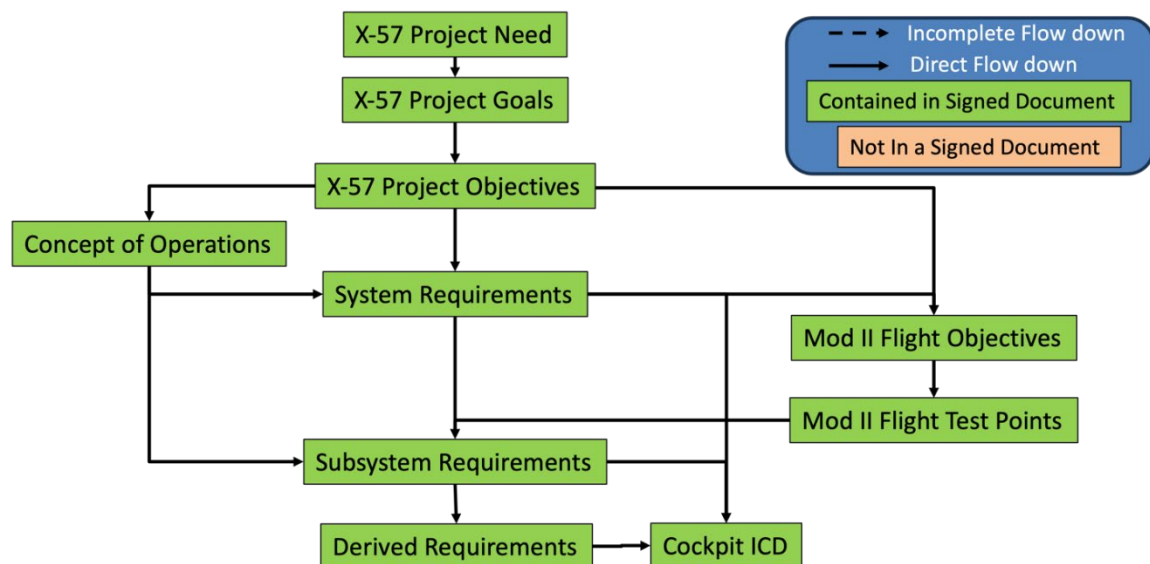 X-57 Project Need
Incomplete Flow down
Direct Flow down
X-57 Project Goals
Contained in Signed Document
Not In a Signed Document
X-57 Project Objectives
Concept of Operations
System Requirements
Mod II Flight Objectives
Mod II Flight Test Points
Subsystem Requirements
Derived Requirements
Cockpit ICD